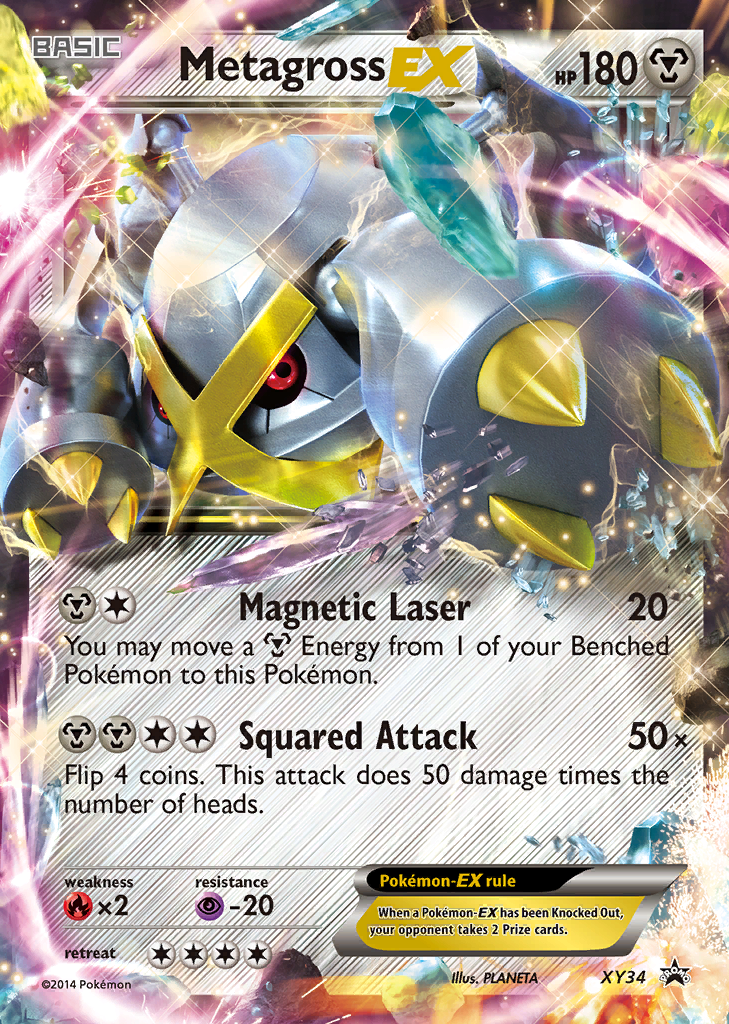 BASIC
Metagross EX
HP 180
Magnetic Laser 20
You may move a Energy from 1 of your Benched
Pokémon to this Pokémon.
Squared Attack 50×
Flip 4 coins. This attack does 50 damage times the
number of heads.
weakness resistance
×2 -20
Pokémon-EX rule
When a Pokémon-EX has been Knocked Out,
your opponent takes 2 Prize cards.
retreat
©2014 Pokémon
Illus. PLANETA
XY34
PROMO